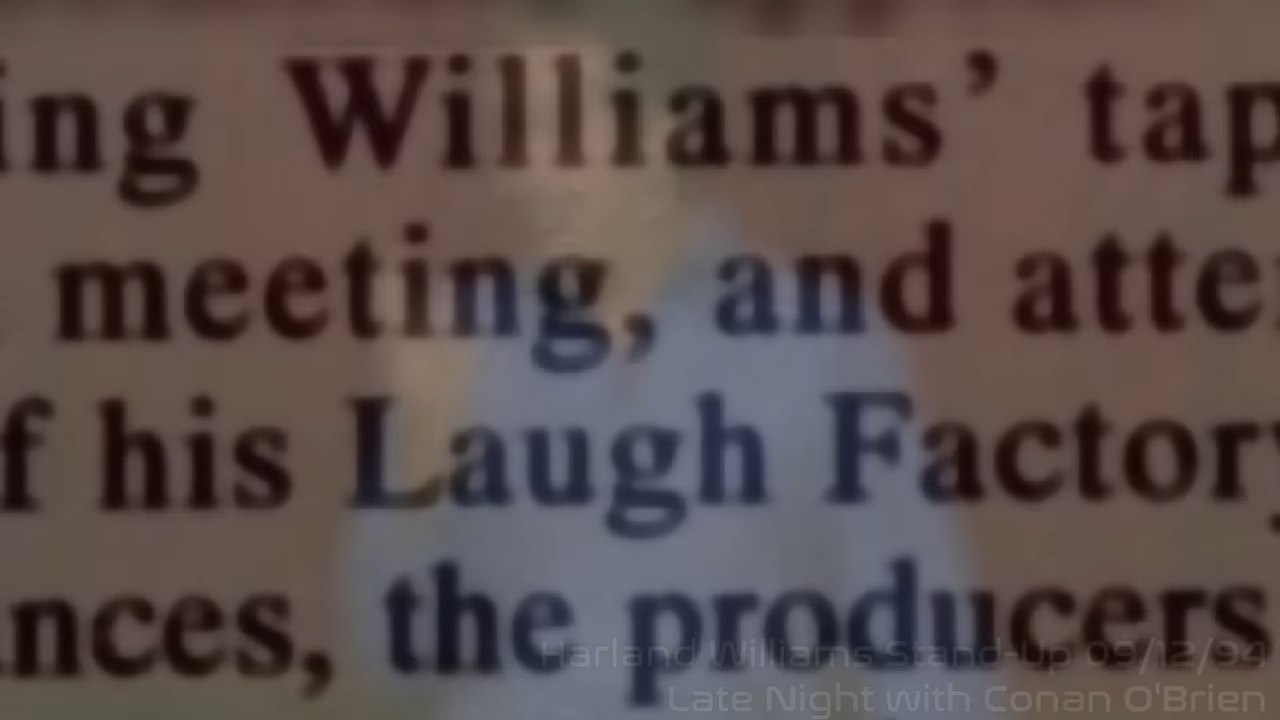 ing Williams' tap
meeting, and atte
f his Laugh Factory
nces, the producers
Harland Williams Stand-Up 09/12/94
Late Night with Conan O'Brien